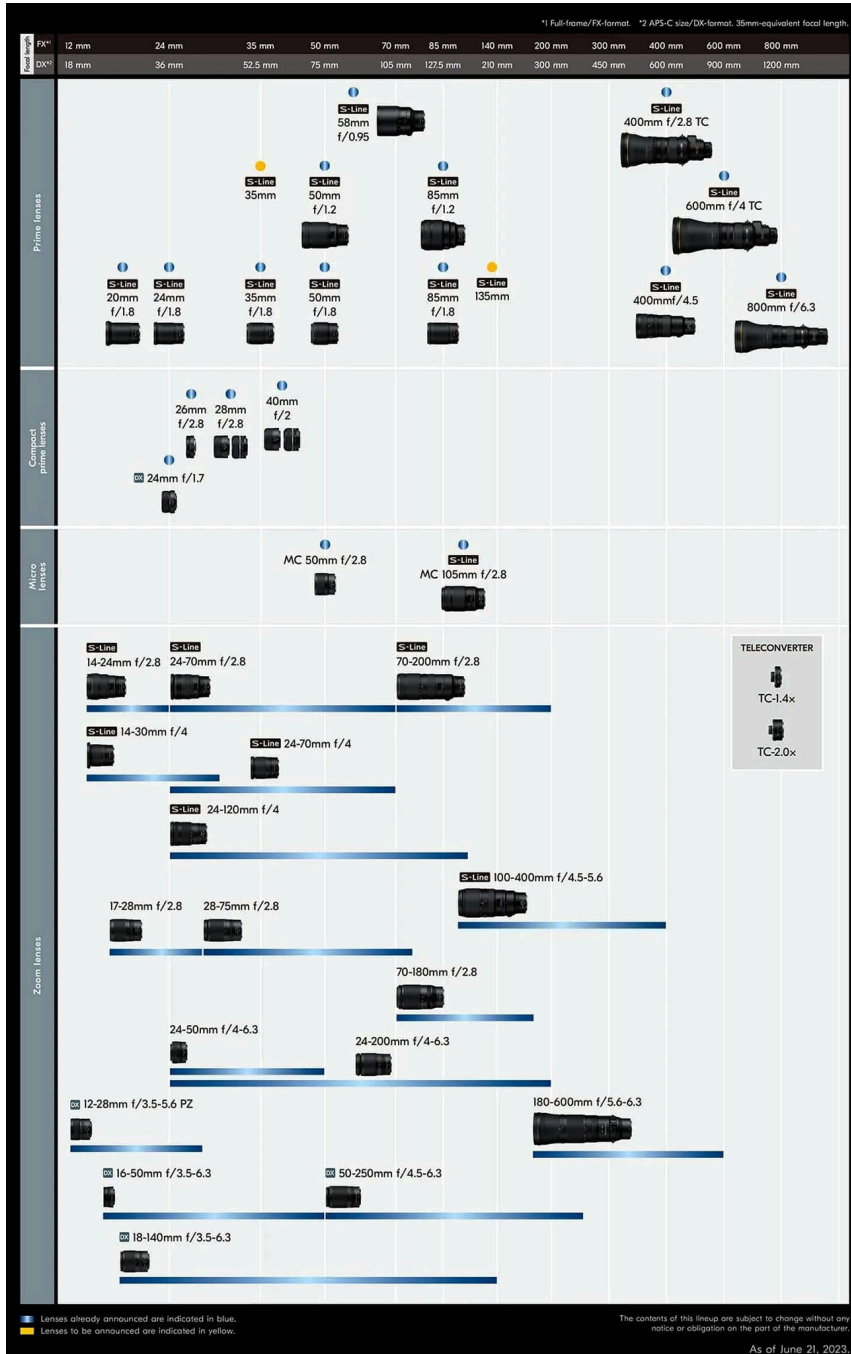 *1 Full-frame/FX-format. *2 APS-C size/DX-format. 35mm-equivalent focal length.
Focal length
FX*1 12 mm 24 mm 35 mm 50 mm 70 mm 85 mm 140 mm 200 mm 300 mm 400 mm 600 mm 800 mm
DX*2 18 mm 36 mm 52.5 mm 75 mm 105 mm 127.5 mm 210 mm 300 mm 450 mm 600 mm 900 mm 1200 mm
Prime lenses
S-Line
58mm
f/0.95
S-Line
400mm f/2.8 TC
S-Line
35mm
S-Line
50mm
f/1.2
S-Line
85mm
f/1.2
S-Line
600mm f/4 TC
S-Line
20mm
f/1.8
S-Line
24mm
f/1.8
S-Line
35mm
f/1.8
S-Line
50mm
f/1.8
S-Line
85mm
f/1.8
S-Line
135mm
S-Line
400mmf/4.5
S-Line
800mm f/6.3
Compact
prime lenses
26mm
f/2.8
28mm
f/2.8
40mm
f/2
DX 24mm f/1.7
Micro
lenses
MC 50mm f/2.8
S-Line
MC 105mm f/2.8
Zoom lenses
S-Line
14-24mm f/2.8
S-Line
24-70mm f/2.8
S-Line
70-200mm f/2.8
TELECONVERTER
TC-1.4×
TC-2.0×
S-Line 14-30mm f/4
S-Line 24-70mm f/4
S-Line 24-120mm f/4
S-Line 100-400mm f/4.5-5.6
17-28mm f/2.8
28-75mm f/2.8
70-180mm f/2.8
24-50mm f/4-6.3
24-200mm f/4-6.3
DX 12-28mm f/3.5-5.6 PZ
180-600mm f/5.6-6.3
DX 16-50mm f/3.5-6.3
DX 50-250mm f/4.5-6.3
DX 18-140mm f/3.5-6.3
Lenses already announced are indicated in blue.
Lenses to be announced are indicated in yellow.
The contents of this lineup are subject to change without any
notice or obligation on the part of the manufacturer.
As of June 21, 2023.